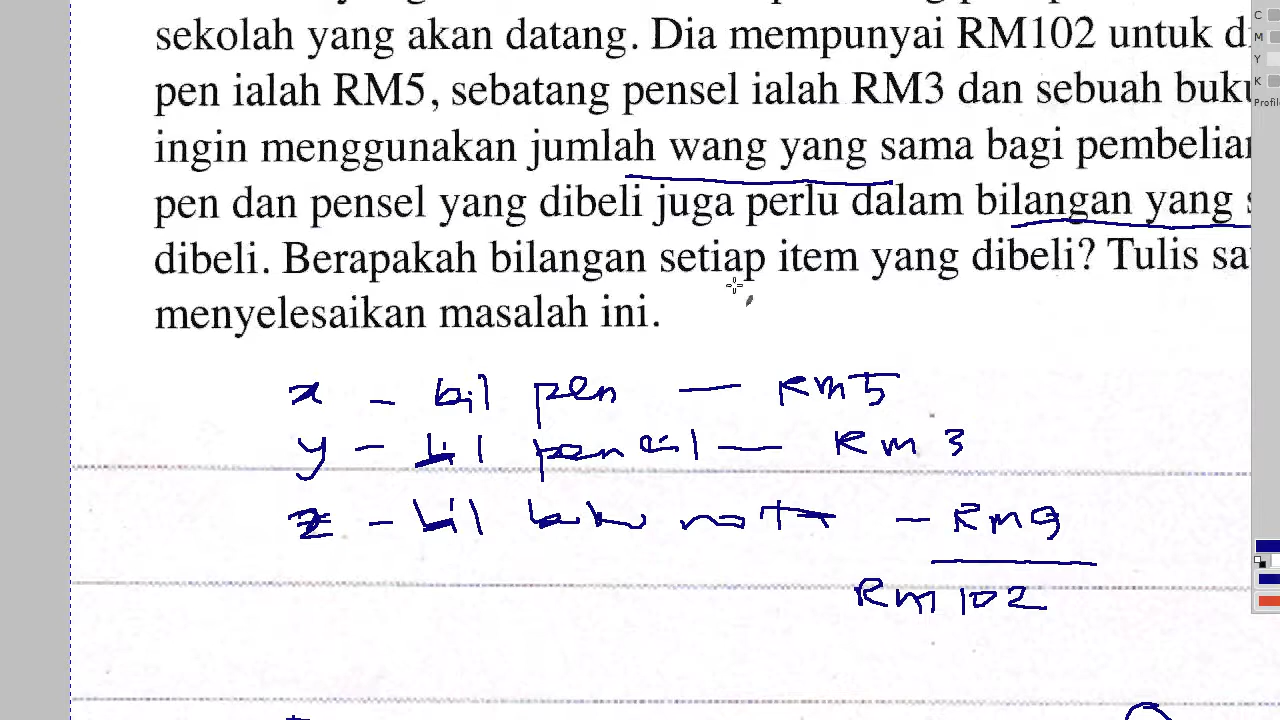 sekolah yang akan datang. Dia mempunyai RM102 untuk d
pen ialah RM5, sebatang pensel ialah RM3 dan sebuah buku
ingin menggunakan jumlah wang yang sama bagi pembelian
pen dan pensel yang dibeli juga perlu dalam bilangan yang s
dibeli. Berapakah bilangan setiap item yang dibeli? Tulis sa
menyelesaikan masalah ini.
x - bil pen — RM5
y - bil pencil — RM3
z - bil buku nota - RM9
RM102
C
M
Y
K
Profil